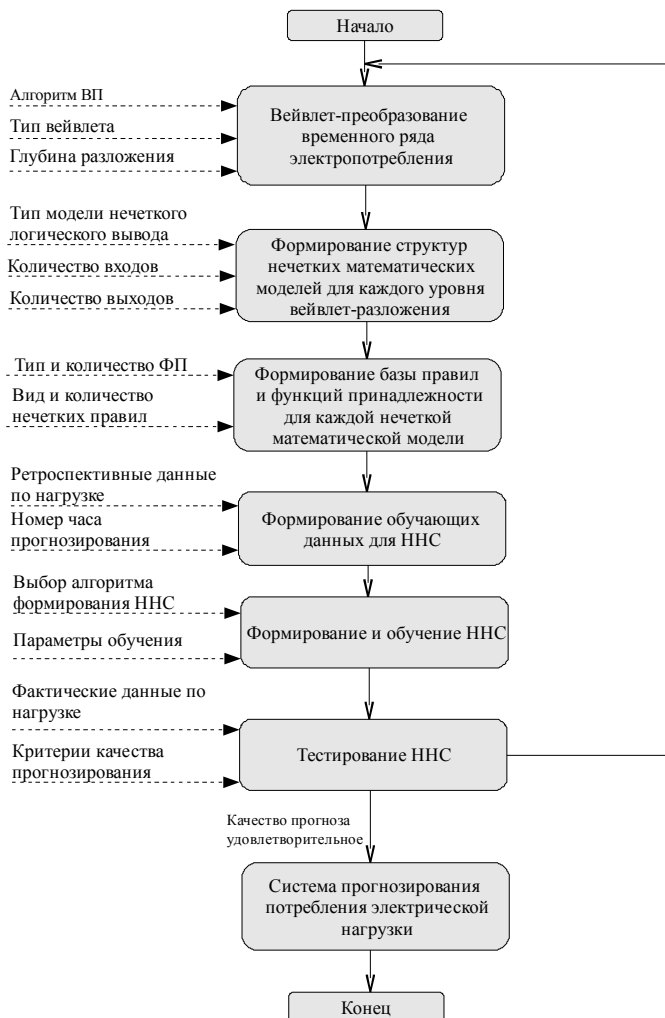 Начало
Алгоритм ВП
Тип вейвлета
Глубина разложения
Вейвлет-преобразование
временного ряда
электропотребления
Тип модели нечеткого
логического вывода
Количество входов
Количество выходов
Формирование структур
нечетких математических
моделей для каждого уровня
вейвлет-разложения
Тип и количество ФП
Вид и количество
нечетких правил
Формирование базы правил
и функций принадлежности
для каждой нечеткой
математической модели
Ретроспективные данные
по нагрузке
Номер часа
прогнозирования
Формирование обучающих
данных для ННС
Выбор алгоритма
формирования ННС
Параметры обучения
Формирование и обучение ННС
Фактические данные по
нагрузке
Критерии качества
прогнозирования
Тестирование ННС
Качество прогноза
удовлетворительное
Система прогнозирования
потребления электрической
нагрузки
Конец